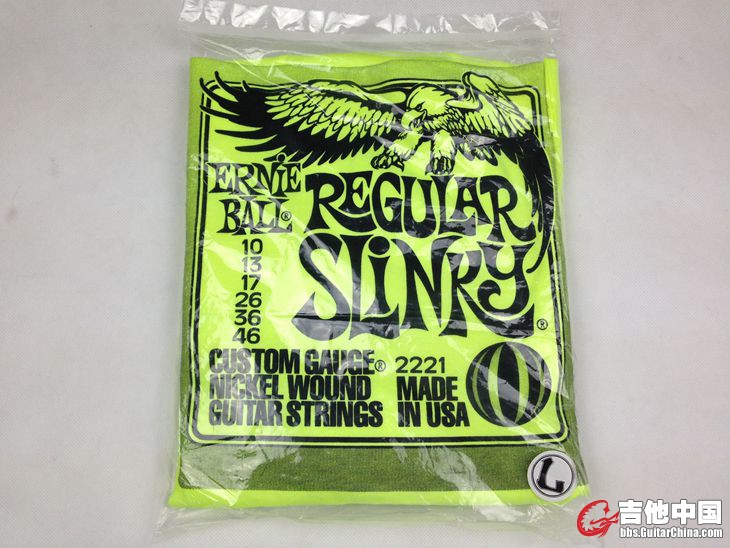 ERNIE
BALL®
REGULAR
SLINKY®
10
13
17
26
36
46
CUSTOM GAUGE® 2221
NICKEL WOUND MADE
GUITAR STRINGS IN USA
L
吉他中国
bbs.GuitarChina.com